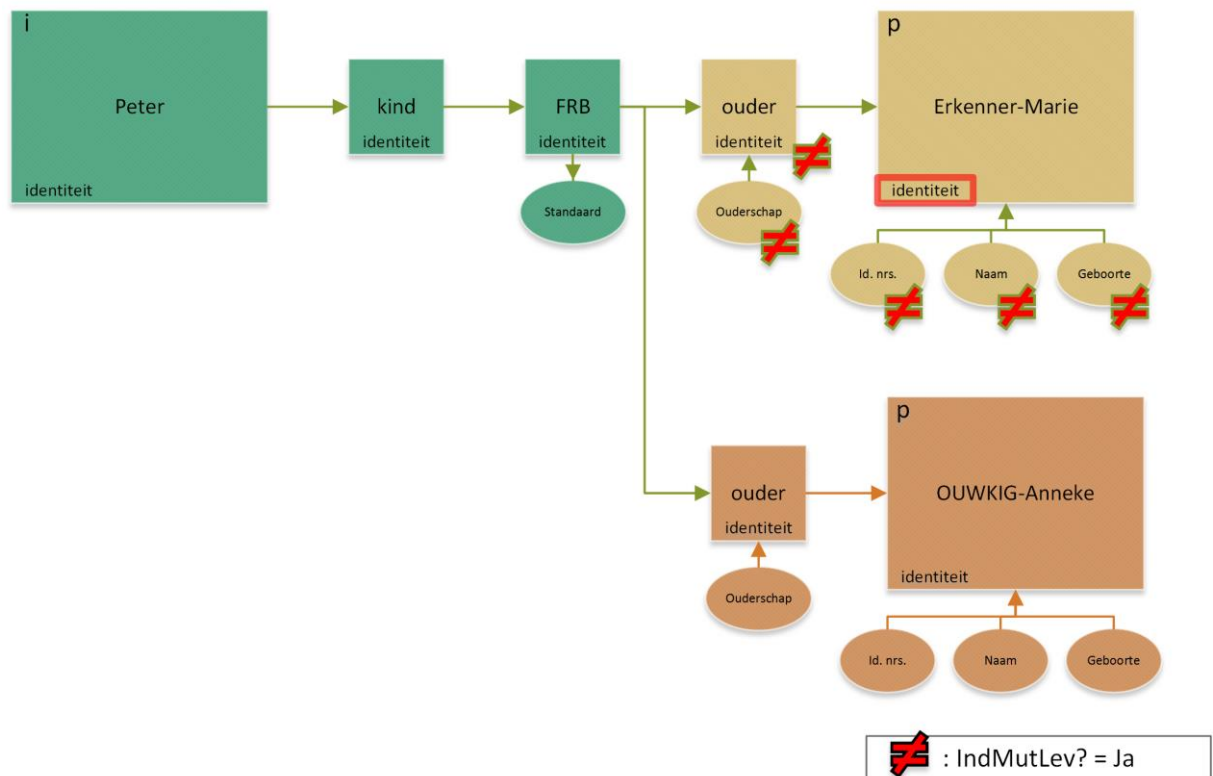 i
Peter
identiteit
kind
identiteit
FRB
identiteit
Standaard
ouder
identiteit
Ouderschap
p
Erkenner-Marie
identiteit
Id. nrs.
Naam
Geboorte
ouder
identiteit
Ouderschap
p
OUWKIG-Anneke
identiteit
Id. nrs.
Naam
Geboorte
≠ : IndMutLev? = Ja